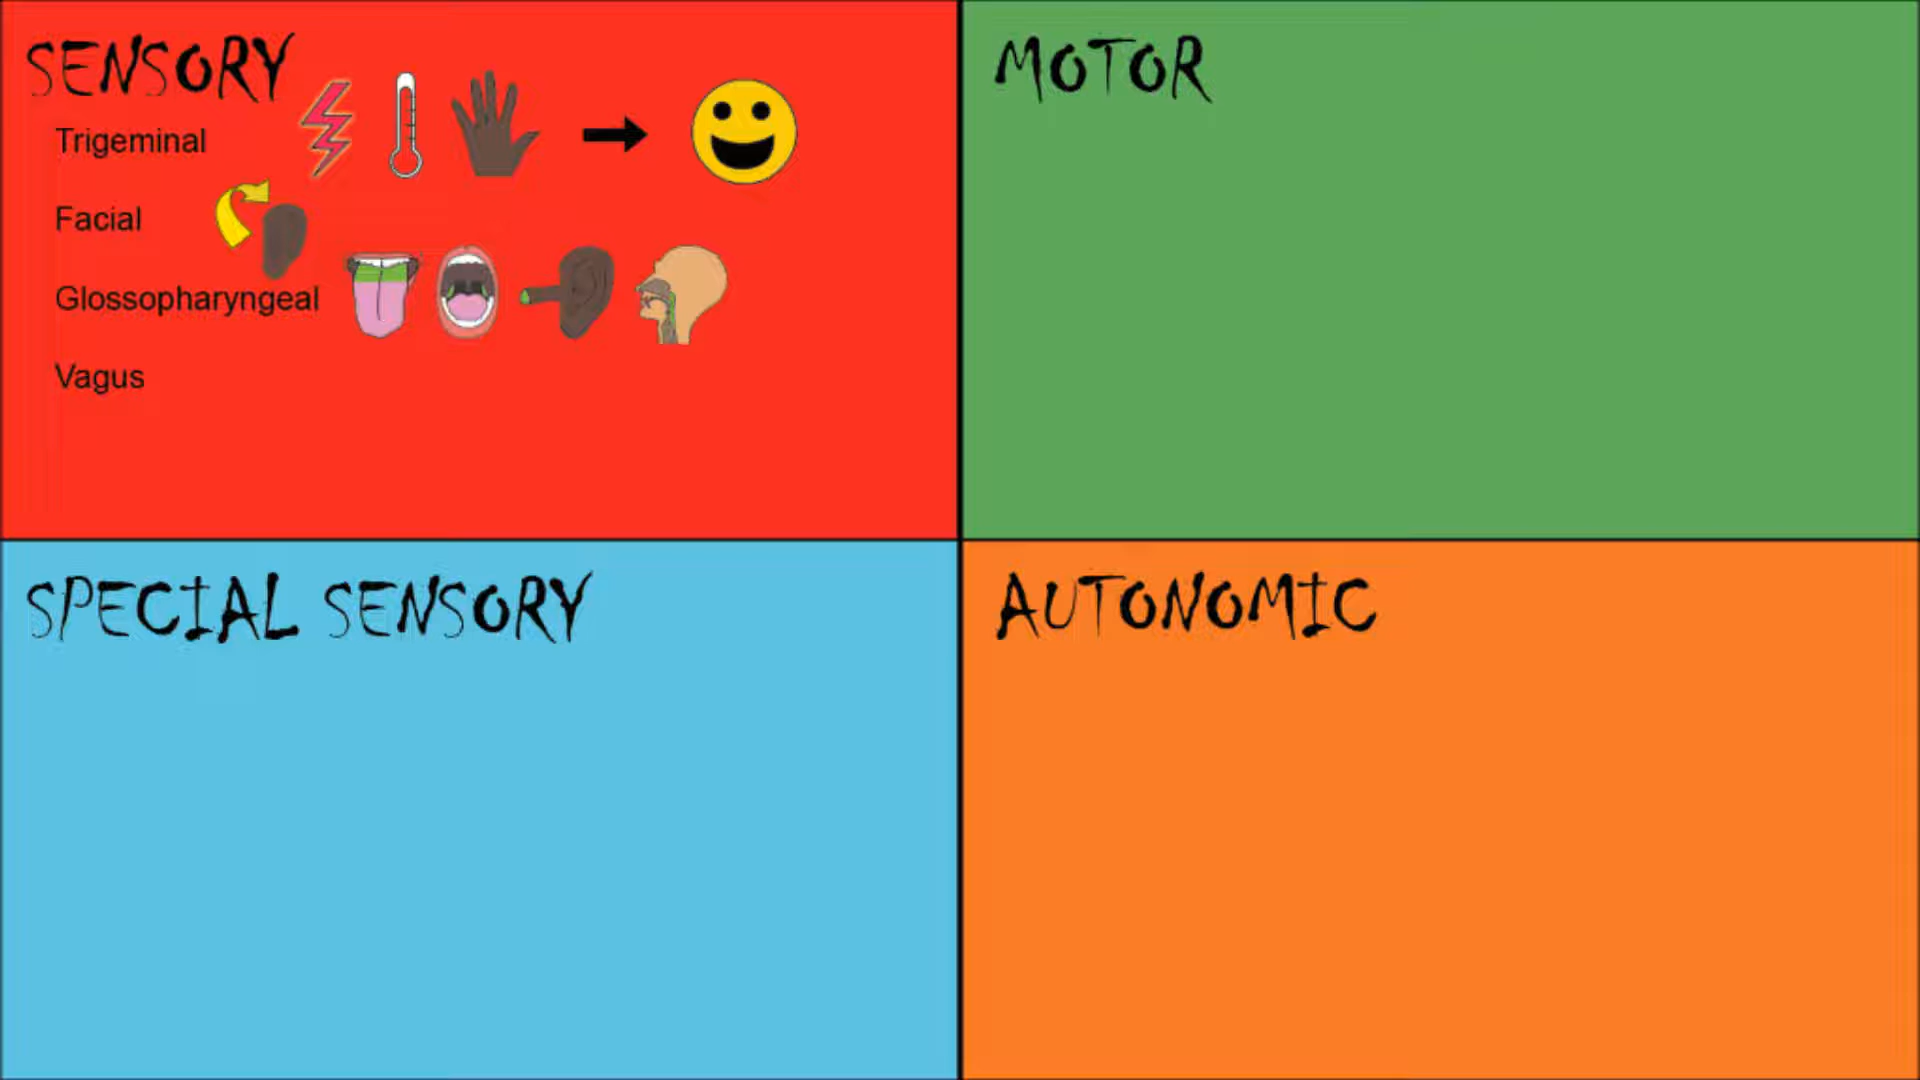 SENSORY
Trigeminal
Facial
Glossopharyngeal
Vagus
MOTOR
SPECIAL SENSORY
AUTONOMIC